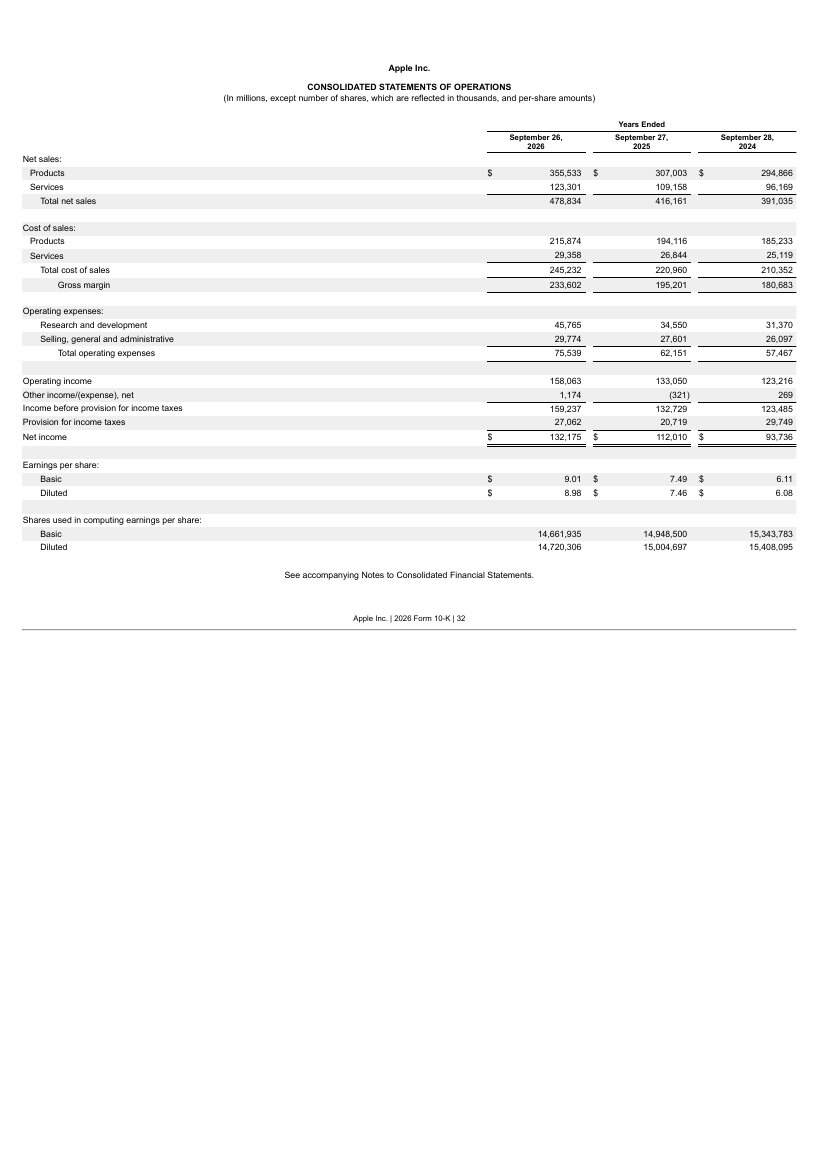 Apple Inc.
CONSOLIDATED STATEMENTS OF OPERATIONS
(In millions, except number of shares, which are reflected in thousands, and per-share amounts)
Years Ended
September 26, 2026 September 27, 2025 September 28, 2024
Net sales:
Products $ 355,533 $ 307,003 $ 294,866
Services 123,301 109,158 96,169
Total net sales 478,834 416,161 391,035
Cost of sales:
Products 215,874 194,116 185,233
Services 29,358 26,844 25,119
Total cost of sales 245,232 220,960 210,352
Gross margin 233,602 195,201 180,683
Operating expenses:
Research and development 45,765 34,550 31,370
Selling, general and administrative 29,774 27,601 26,097
Total operating expenses 75,539 62,151 57,467
Operating income 158,063 133,050 123,216
Other income/(expense), net 1,174 (321) 269
Income before provision for income taxes 159,237 132,729 123,485
Provision for income taxes 27,062 20,719 29,749
Net income $ 132,175 $ 112,010 $ 93,736
Earnings per share:
Basic $ 9.01 $ 7.49 $ 6.11
Diluted $ 8.98 $ 7.46 $ 6.08
Shares used in computing earnings per share:
Basic 14,661,935 14,948,500 15,343,783
Diluted 14,720,306 15,004,697 15,408,095
See accompanying Notes to Consolidated Financial Statements.
Apple Inc. | 2026 Form 10-K | 32